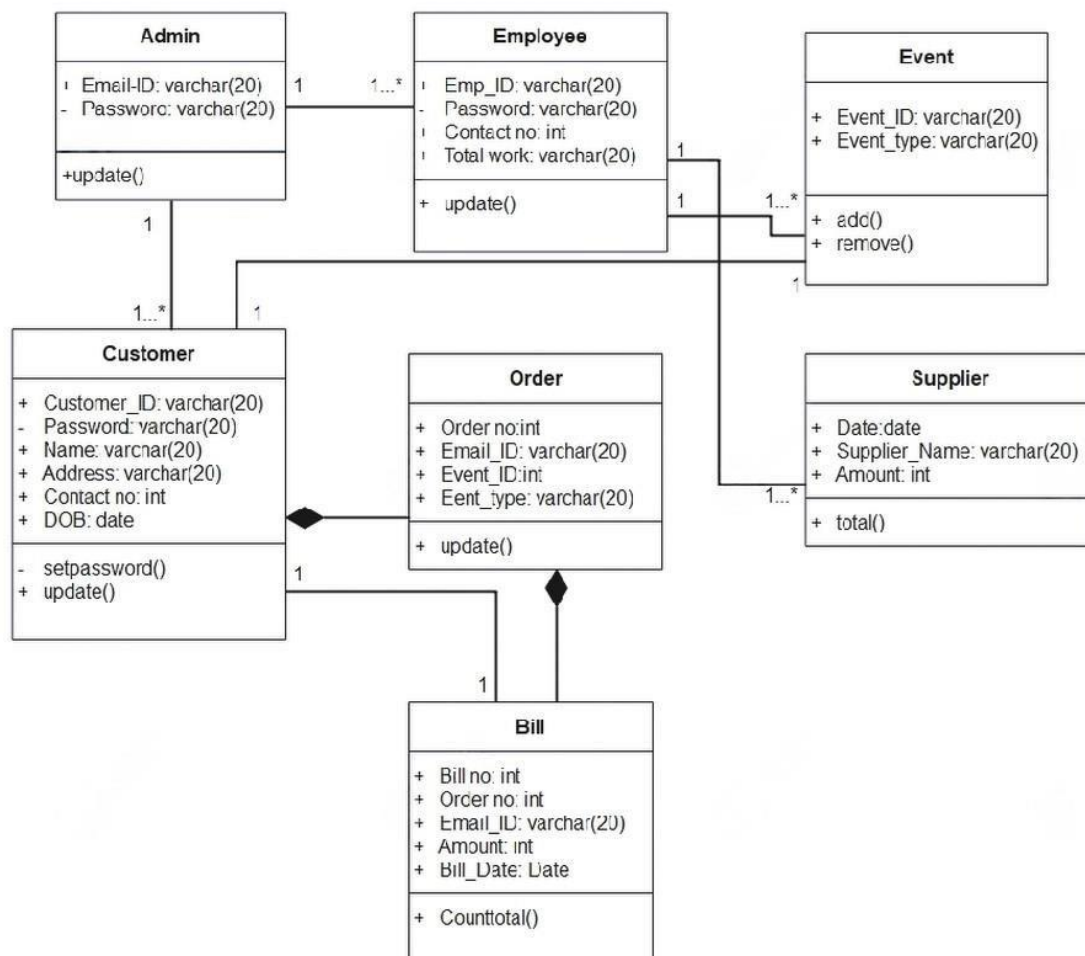 Admin
Email-ID: varchar(20)
- Password: varchar(20)
+update()
1
1...*
Employee
Emp_ID: varchar(20)
- Password: varchar(20)
Contact no: int
Total work: varchar(20)
+ update()
1
1
1...*
Event
+ Event_ID: varchar(20)
+ Event_type: varchar(20)
+ add()
+ remove()
1
1
1...*
1
Customer
+ Customer_ID: varchar(20)
- Password: varchar(20)
+ Name: varchar(20)
+ Address: varchar(20)
+ Contact no: int
+ DOB: date
- setpassword()
+ update()
1
Order
+ Order no:int
+ Email_ID: varchar(20)
+ Event_ID:int
+ Eent_type: varchar(20)
+ update()
1...*
Supplier
+ Date:date
+ Supplier_Name: varchar(20)
+ Amount: int
+ total()
1
Bill
+ Bill no: int
+ Order no: int
+ Email_ID: varchar(20)
+ Amount: int
+ Bill_Date: Date
+ Counttotal()